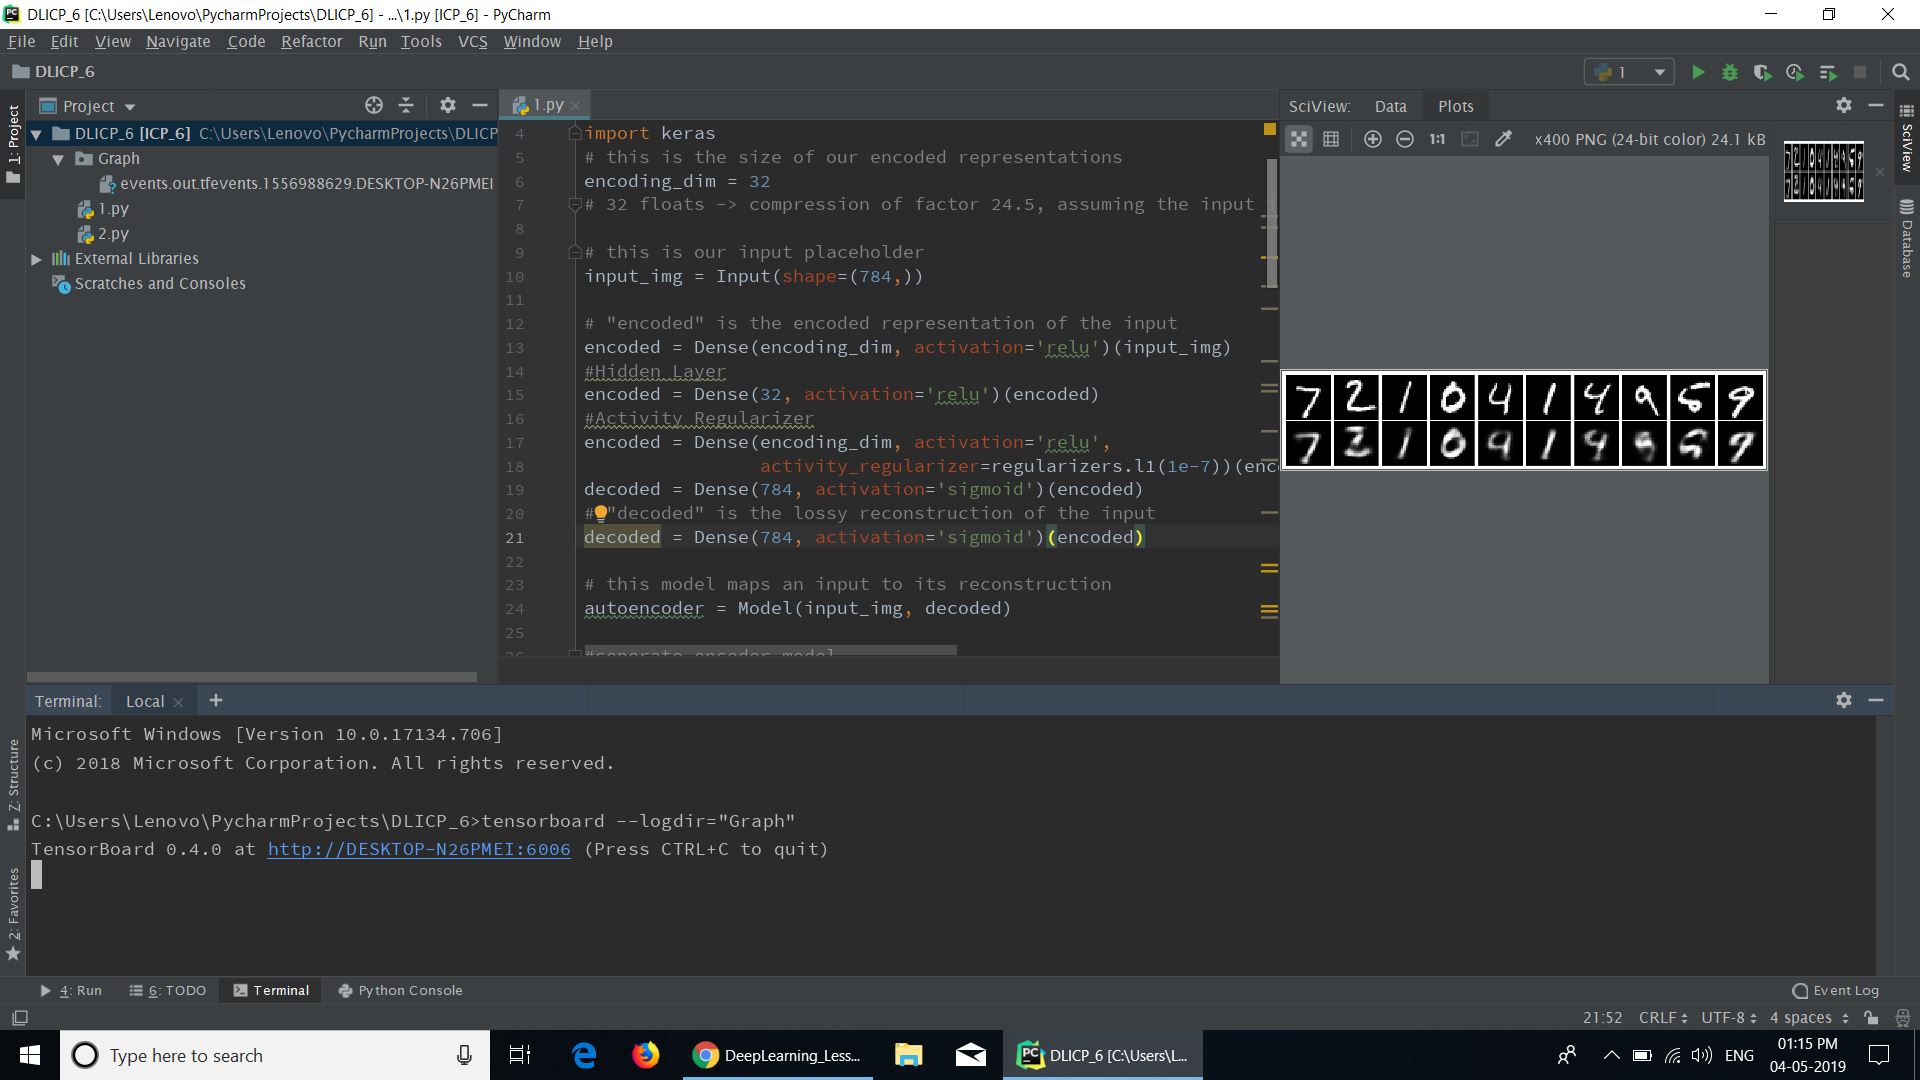 DLICP_6 [C:\Users\Lenovo\PycharmProjects\DLICP_6] - ...\1.py [ICP_6] - PyCharm
File Edit View Navigate Code Refactor Run Tools VCS Window Help
DLICP_6
1
Project
1: Project
DLICP_6 [ICP_6] C:\Users\Lenovo\PycharmProjects\DLICP
Graph
events.out.tfevents.1556988629.DESKTOP-N26PMEI
1.py
2.py
External Libraries
Scratches and Consoles
1.py
4 import keras
5 # this is the size of our encoded representations
6 encoding_dim = 32
7 # 32 floats -> compression of factor 24.5, assuming the input i
8
9 # this is our input placeholder
10 input_img = Input(shape=(784,))
11
12 # "encoded" is the encoded representation of the input
13 encoded = Dense(encoding_dim, activation='relu')(input_img)
14 #Hidden Layer
15 encoded = Dense(32, activation='relu')(encoded)
16 #Activity Regularizer
17 encoded = Dense(encoding_dim, activation='relu',
18 activity_regularizer=regularizers.l1(1e-7))(enco
19 decoded = Dense(784, activation='sigmoid')(encoded)
20 # "decoded" is the lossy reconstruction of the input
21 decoded = Dense(784, activation='sigmoid')(encoded)
22
23 # this model maps an input to its reconstruction
24 autoencoder = Model(input_img, decoded)
25
26 #seperate encoder model
SciView: Data Plots
1:1 x400 PNG (24-bit color) 24.1 kB
7 2 1 0 4 1 4 9 5 9
SciView
Database
Terminal: Local +
Microsoft Windows [Version 10.0.17134.706]
(c) 2018 Microsoft Corporation. All rights reserved.
C:\Users\Lenovo\PycharmProjects\DLICP_6>tensorboard --logdir="Graph"
TensorBoard 0.4.0 at http://DESKTOP-N26PMEI:6006 (Press CTRL+C to quit)
Z: Structure
2: Favorites
4: Run 6: TODO Terminal Python Console Event Log
21:52 CRLF UTF-8 4 spaces
Type here to search
DeepLearning_Less...
DLICP_6 [C:\Users\L...
ENG
01:15 PM
04-05-2019